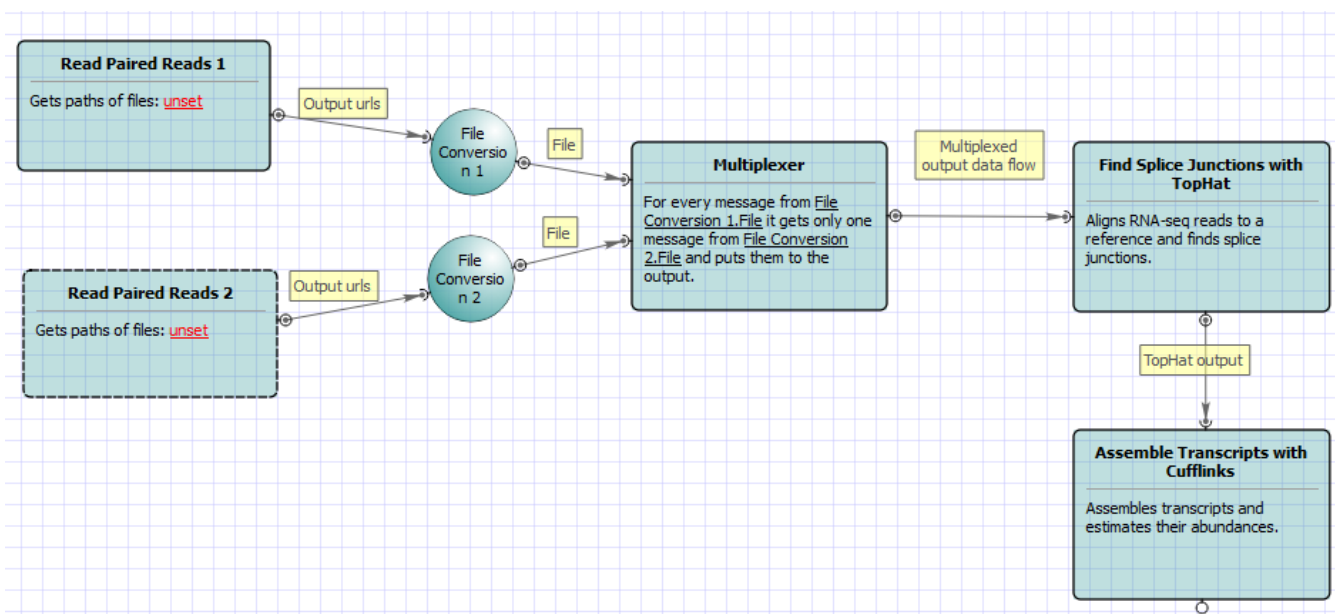 Read Paired Reads 1
Gets paths of files: unset
Output urls
File
Conversio
n 1
File
Multiplexer
For every message from File
Conversion 1.File it gets only one
message from File Conversion
2.File and puts them to the
output.
Multiplexed
output data flow
Find Splice Junctions with
TopHat
Aligns RNA-seq reads to a
reference and finds splice
junctions.
Read Paired Reads 2
Gets paths of files: unset
Output urls
File
Conversio
n 2
File
TopHat output
Assemble Transcripts with
Cufflinks
Assembles transcripts and
estimates their abundances.